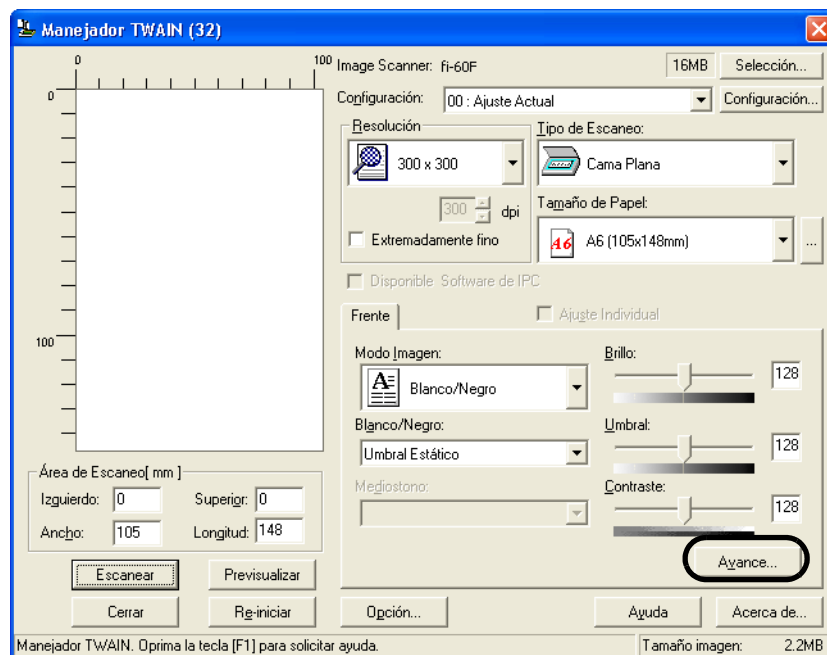 Manejador TWAIN (32)
0 100
0
100
Image Scanner: fi-60F 16MB Selección...
Configuración: 00 : Ajuste Actual Configuración...
Resolución
300 x 300
300 dpi
Extremadamente fino
Tipo de Escaneo:
Cama Plana
Tamaño de Papel:
A6 A6 (105x148mm) ...
Disponible Software de IPC
Frente
Ajuste Individual
Modo Imagen:
Blanco/Negro
Blanco/Negro:
Umbral Estático
Mediostono:
Brillo:
128
Umbral:
128
Contraste:
128
Avance...
Área de Escaneo[ mm ]
Izquierdo: 0 Superior: 0
Ancho: 105 Longitud: 148
Escanear Previsualizar
Cerrar Re-iniciar Opción... Ayuda Acerca de...
Manejador TWAIN. Oprima la tecla [F1] para solicitar ayuda. Tamaño imagen: 2.2MB